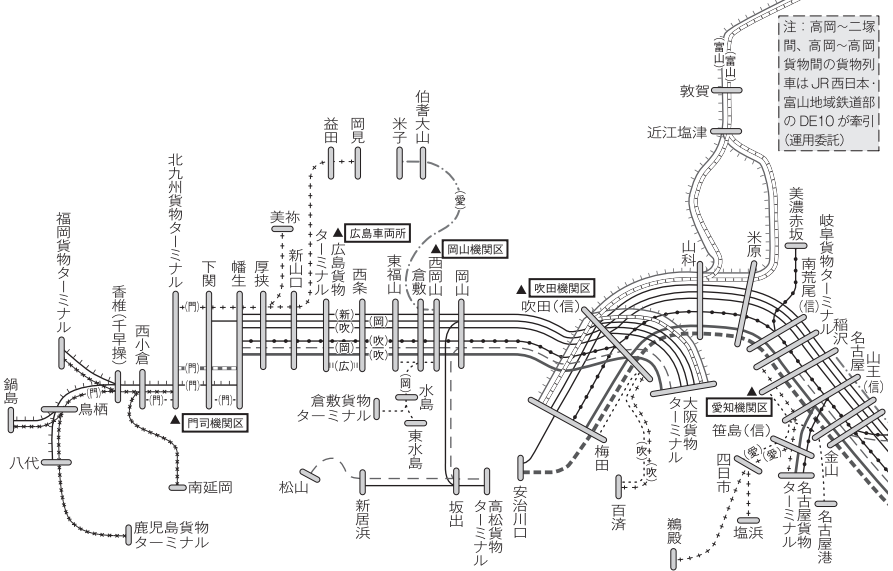 注：高岡～二塚
間、高岡～高岡
貨物間の貨物列
車はJR西日本・
富山地域鉄道部
のDE10が牽引
(運用委託)
(富山)
(富山)
敦賀
近江塩津
伯耆大山
米子
岡見
益田
(愛)
美祢
北九州貨物ターミナル
下関
幡生
厚狭
新山口
広島貨物
ターミナル
西条
東福山
倉敷
西岡山
岡山
▲広島車両所
▲岡山機関区
▲吹田機関区
吹田(信)
山科
米原
美濃赤坂
南荒尾(信)
岐阜貨物ターミナル
稲沢
名古屋
山王(信)
福岡貨物ターミナル
香椎(千早操)
西小倉
(門)
(門)
(門)
(門)
(門)
(門)
(新)
(吹)
(岡)
(吹)
(岡)
(吹)
(広)
(岡)
鍋島
鳥栖
八代
▲門司機関区
南延岡
鹿児島貨物
ターミナル
倉敷貨物
ターミナル
水島
東水島
松山
新居浜
坂出
高松貨物
ターミナル
安治川口
梅田
(吹)
(吹)
百済
大阪貨物
ターミナル
▲愛知機関区
笹島(信)
(愛)
(愛)
四日市
塩浜
鵜殿
名古屋貨物
ターミナル
金山
名古屋港